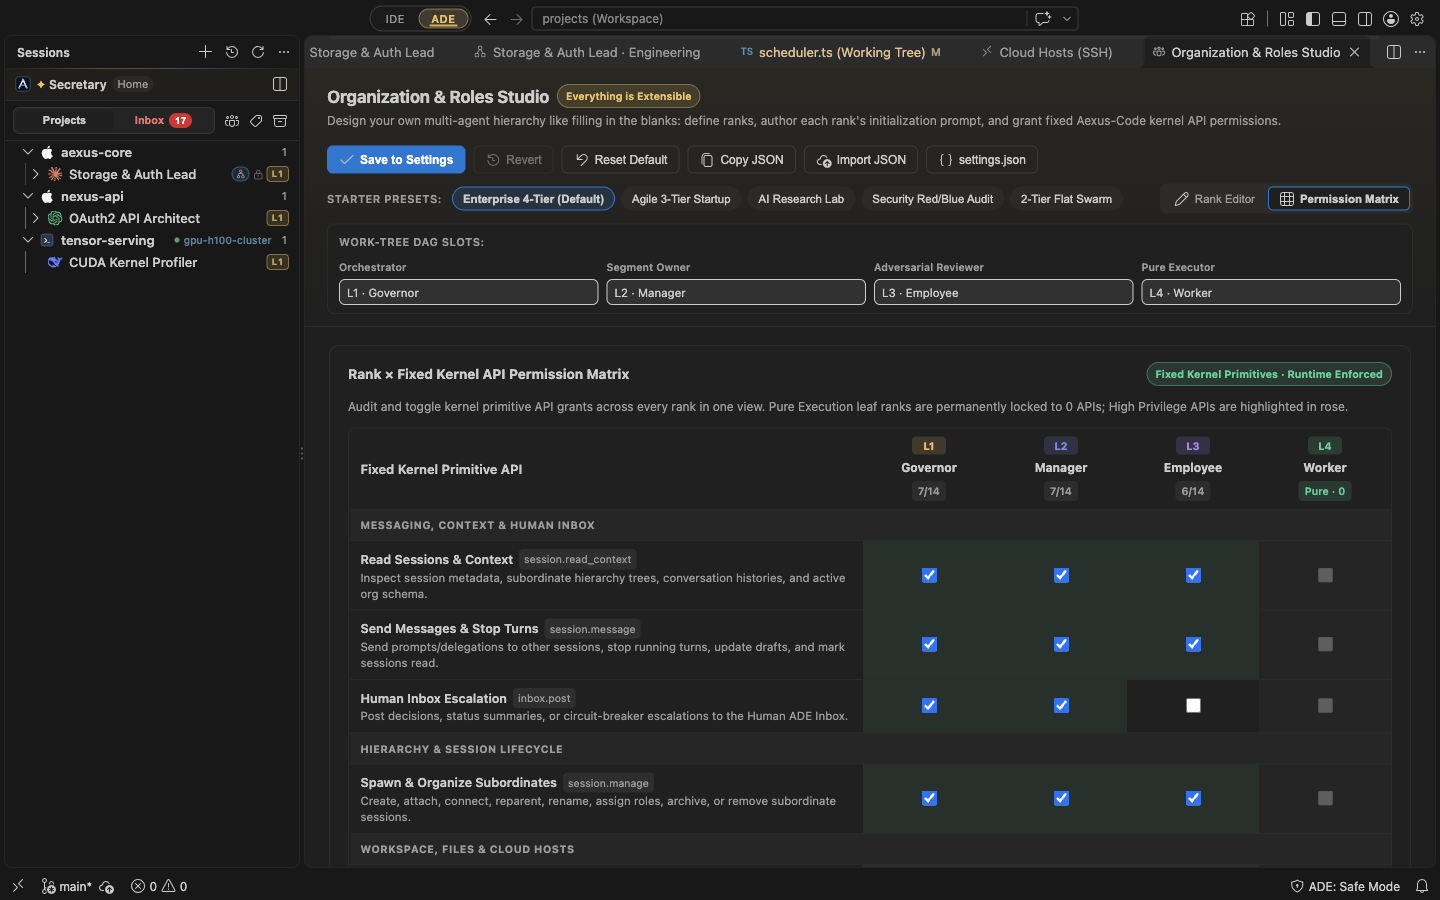 IDE ADE projects (Workspace)
Sessions
Secretary Home
Projects Inbox 17
aexus-core 1
Storage & Auth Lead L1
nexus-api 1
OAuth2 API Architect L1
tensor-serving gpu-h100-cluster 1
CUDA Kernel Profiler L1
Storage & Auth Lead Storage & Auth Lead · Engineering TS scheduler.ts (Working Tree) M Cloud Hosts (SSH) Organization & Roles Studio
Organization & Roles Studio Everything is Extensible
Design your own multi-agent hierarchy like filling in the blanks: define ranks, author each rank's initialization prompt, and grant fixed Aexus-Code kernel API permissions.
Save to Settings Revert Reset Default Copy JSON Import JSON { } settings.json
STARTER PRESETS: Enterprise 4-Tier (Default) Agile 3-Tier Startup AI Research Lab Security Red/Blue Audit 2-Tier Flat Swarm Rank Editor Permission Matrix
WORK-TREE DAG SLOTS:
Orchestrator Segment Owner Adversarial Reviewer Pure Executor
L1 · Governor L2 · Manager L3 · Employee L4 · Worker
Rank × Fixed Kernel API Permission Matrix Fixed Kernel Primitives · Runtime Enforced
Audit and toggle kernel primitive API grants across every rank in one view. Pure Execution leaf ranks are permanently locked to 0 APIs; High Privilege APIs are highlighted in rose.
L1 L2 L3 L4
Fixed Kernel Primitive API Governor Manager Employee Worker
7/14 7/14 6/14 Pure · 0
MESSAGING, CONTEXT & HUMAN INBOX
Read Sessions & Context session.read_context
Inspect session metadata, subordinate hierarchy trees, conversation histories, and active
org schema.
Send Messages & Stop Turns session.message
Send prompts/delegations to other sessions, stop running turns, update drafts, and mark
sessions read.
Human Inbox Escalation inbox.post
Post decisions, status summaries, or circuit-breaker escalations to the Human ADE Inbox.
HIERARCHY & SESSION LIFECYCLE
Spawn & Organize Subordinates session.manage
Create, attach, connect, reparent, rename, assign roles, archive, or remove subordinate
sessions.
WORKSPACE, FILES & CLOUD HOSTS
main* 0 0 ADE: Safe Mode